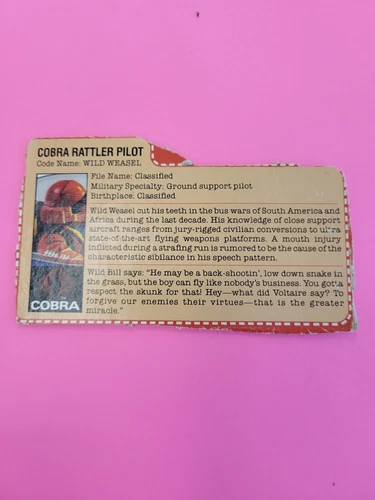 COBRA RATTLER PILOT
Code Name: WILD WEASEL
File Name: Classified
Military Specialty: Ground support pilot
Birthplace: Classified
Wild Weasel cut his teeth in the bus wars of South America and
Africa during the last decade. His knowledge of close support
aircraft ranges from jury-rigged civilian conversions to ultra
state-of-the-art flying weapons platforms. A mouth injury
inflicted during a strafing run is rumored to be the cause of the
characteristic sibilance in his speech pattern.
Wild Bill says: "He may be a back-shootin', low down snake in
the grass, but the boy can fly like nobody's business. You gotta
respect the skunk for that! Hey—what did Voltaire say? To
forgive our enemies their virtues—that is the greater
miracle."
COBRA